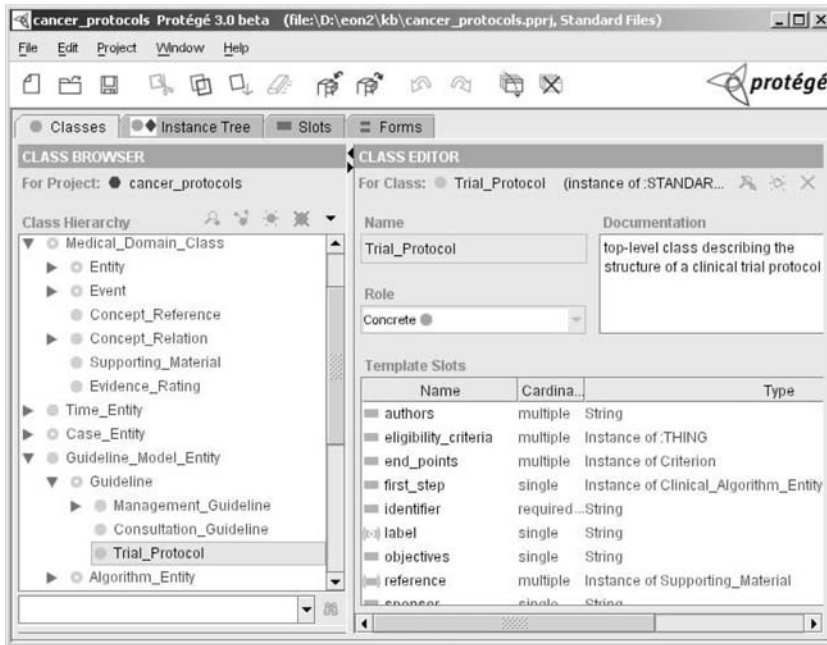 cancer_protocols Protégé 3.0 beta (file:\D:\eon2\kb\cancer_protocols.pprj, Standard Files)
File Edit Project Window Help
protégé
Classes Instance Tree Slots Forms
CLASS BROWSER
For Project: cancer_protocols
Class Hierarchy
Medical_Domain_Class
Entity
Event
Concept_Reference
Concept_Relation
Supporting_Material
Evidence_Rating
Time_Entity
Case_Entity
Guideline_Model_Entity
Guideline
Management_Guideline
Consultation_Guideline
Trial_Protocol
Algorithm_Entity
CLASS EDITOR
For Class: Trial_Protocol (instance of :STANDAR...
Name
Trial_Protocol
Documentation
top-level class describing the
structure of a clinical trial protocol
Role
Concrete
Template Slots
Name Cardina... Type
authors multiple String
eligibility_criteria multiple Instance of :THING
end_points multiple Instance of Criterion
first_step single Instance of Clinical_Algorithm_Entity
identifier required... String
label single String
objectives single String
reference multiple Instance of Supporting_Material
sponsor single String